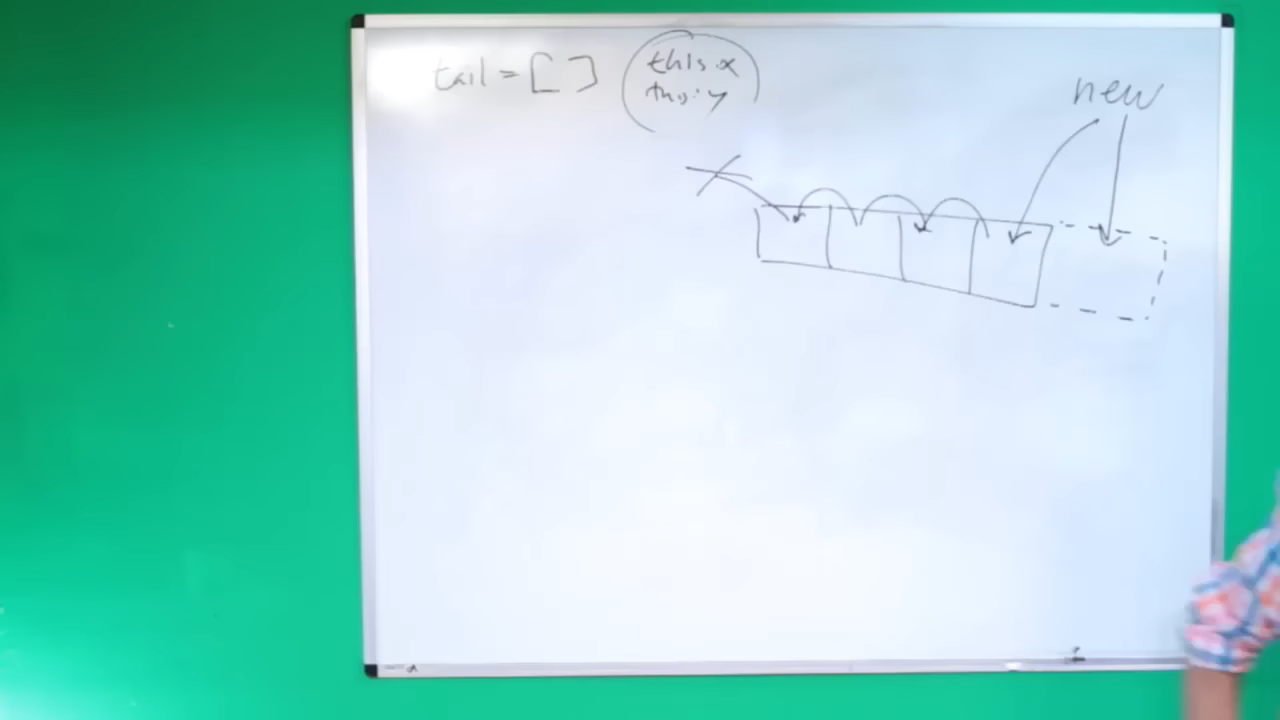 tail = [ ]
this.x
this.y
new